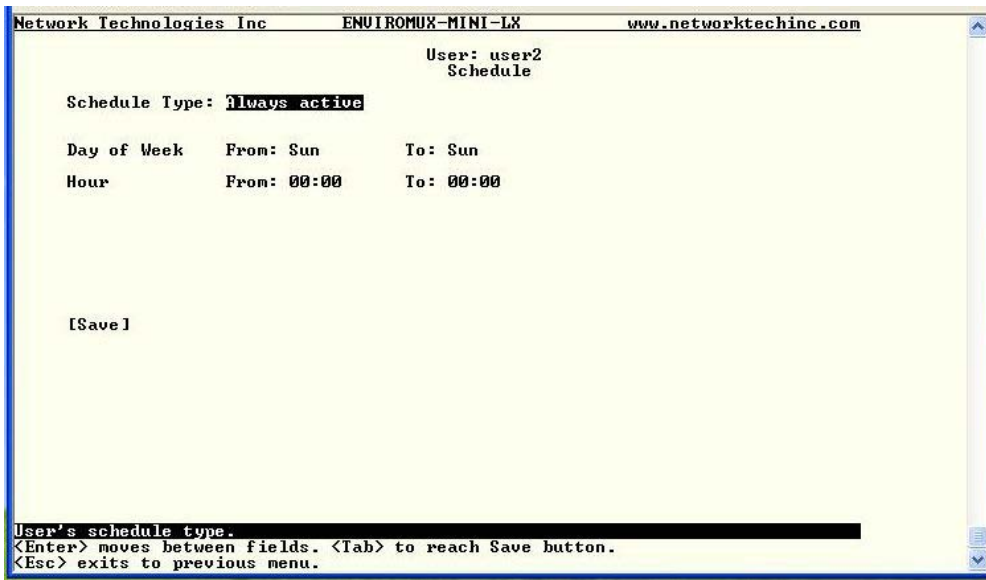 Network Technologies Inc ENVIROMUX-MINI-LX www.networktechinc.com
User: user2
Schedule
Schedule Type: Always active
Day of Week From: Sun To: Sun
Hour From: 00:00 To: 00:00
[Save]
User's schedule type.
<Enter> moves between fields. <Tab> to reach Save button.
<Esc> exits to previous menu.